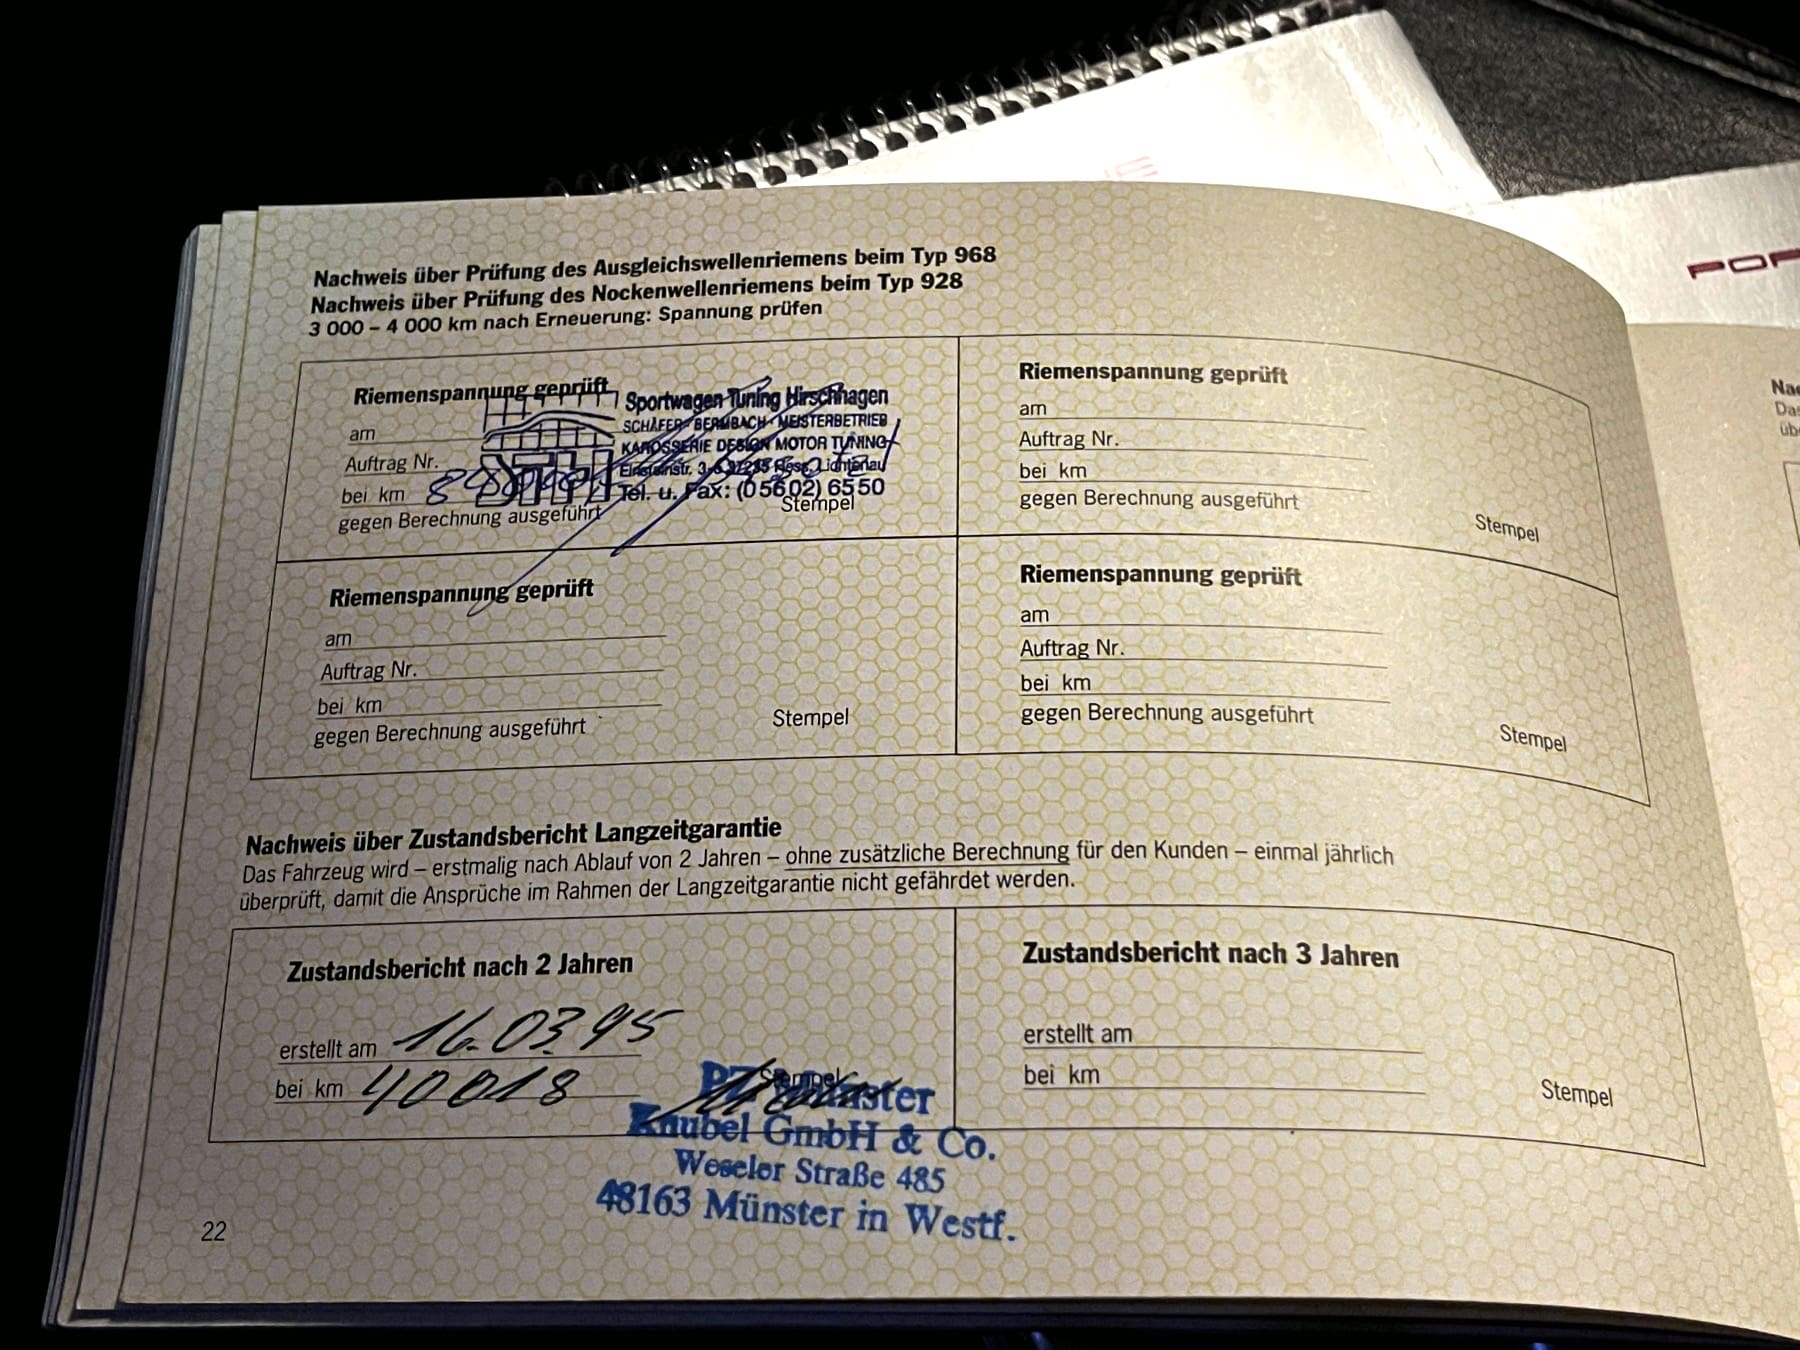 Nachweis über Prüfung des Ausgleichswellenriemens beim Typ 968
Nachweis über Prüfung des Nockenwellenriemens beim Typ 928
3 000 – 4 000 km nach Erneuerung: Spannung prüfen
Riemenspannung geprüft
am
Auftrag Nr.
bei km
gegen Berechnung ausgeführt
Sportwagen Tuning Hirschhagen
SCHÄFER BERMBACH · MEISTERBETRIEB
KAROSSERIE DESIGN MOTOR TUNING
Einsteinstr. Hess. Lichtenau
Tel. u. Fax: (05602) 6550
Stempel
Riemenspannung geprüft
am
Auftrag Nr.
bei km
gegen Berechnung ausgeführt
Stempel
Riemenspannung geprüft
am
Auftrag Nr.
bei km
gegen Berechnung ausgeführt
Stempel
Riemenspannung geprüft
am
Auftrag Nr.
bei km
gegen Berechnung ausgeführt
Stempel
Nachweis über Zustandsbericht Langzeitgarantie
Das Fahrzeug wird – erstmalig nach Ablauf von 2 Jahren – ohne zusätzliche Berechnung für den Kunden – einmal jährlich
überprüft, damit die Ansprüche im Rahmen der Langzeitgarantie nicht gefährdet werden.
Zustandsbericht nach 2 Jahren
erstellt am 16.03.95
bei km 40018
Stempel
PZ Münster
Knubel GmbH & Co.
Weseler Straße 485
48163 Münster in Westf.
Zustandsbericht nach 3 Jahren
erstellt am
bei km
Stempel
22